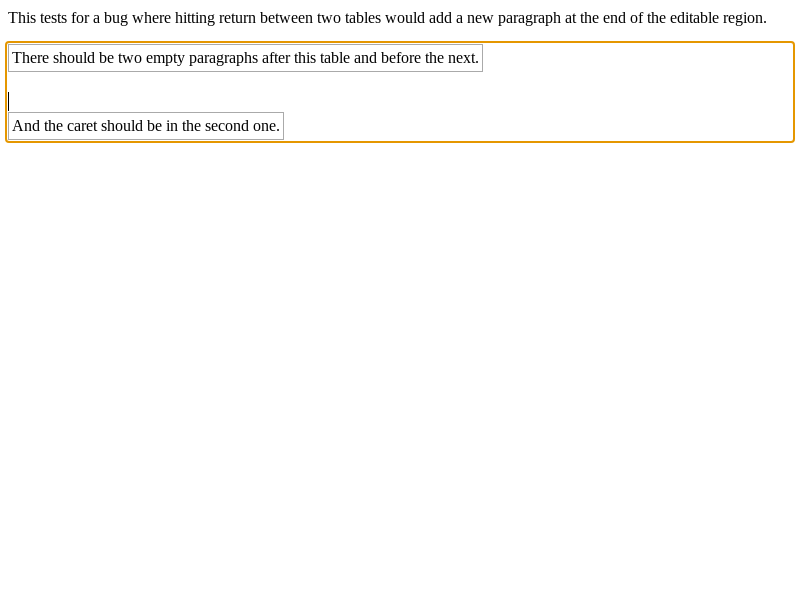 This tests for a bug where hitting return between two tables would add a new paragraph at the end of the editable region.
There should be two empty paragraphs after this table and before the next.
And the caret should be in the second one.